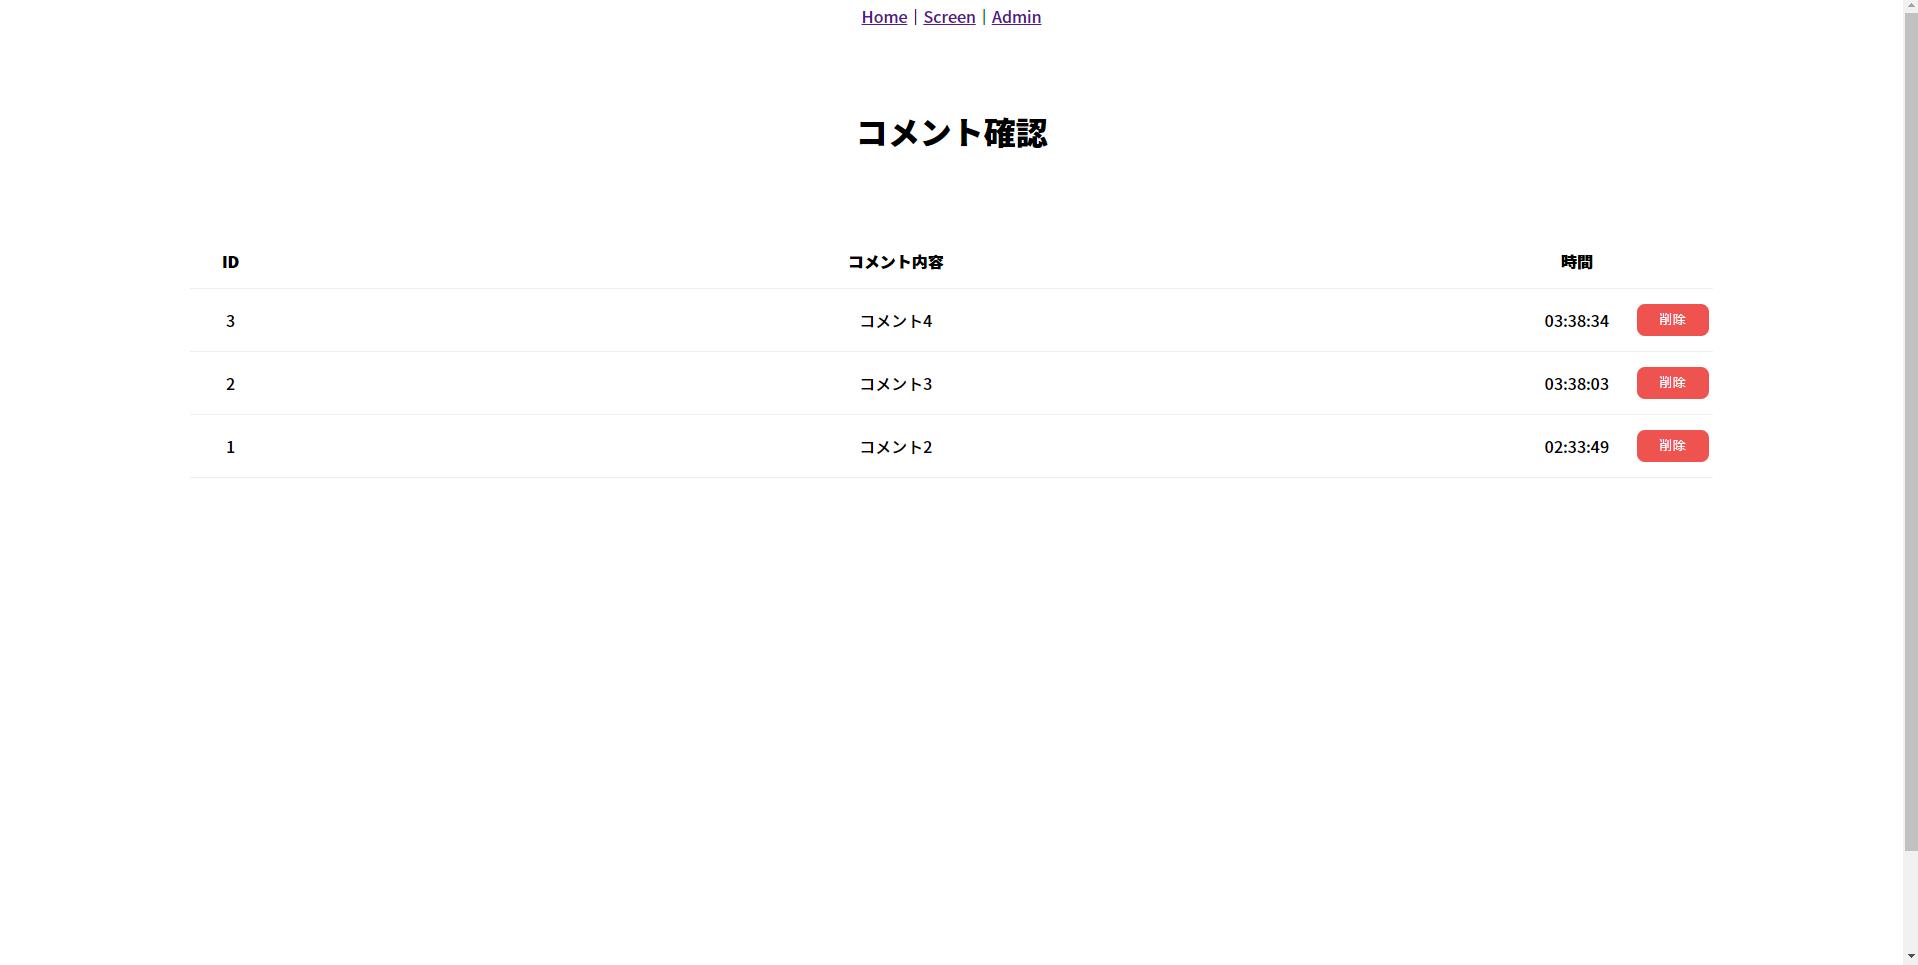 Home | Screen | Admin
コメント確認
ID コメント内容 時間
3 コメント4 03:38:34 削除
2 コメント3 03:38:03 削除
1 コメント2 02:33:49 削除